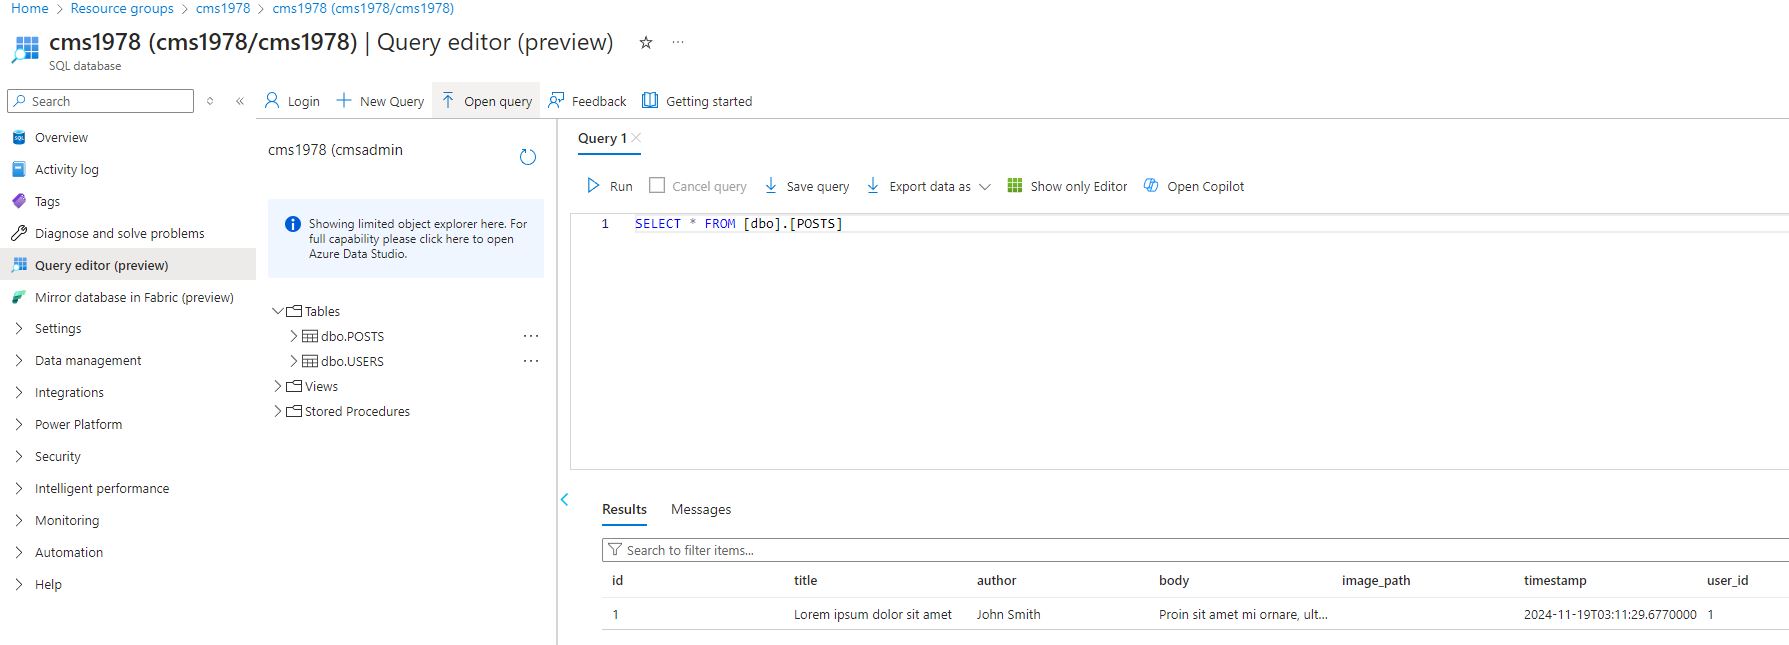 Home > Resource groups > cms1978 > cms1978 (cms1978/cms1978)
cms1978 (cms1978/cms1978) | Query editor (preview)
SQL database
Search
Login
New Query
Open query
Feedback
Getting started
Overview
Activity log
Tags
Diagnose and solve problems
Query editor (preview)
Mirror database in Fabric (preview)
Settings
Data management
Integrations
Power Platform
Security
Intelligent performance
Monitoring
Automation
Help
cms1978 (cmsadmin
Showing limited object explorer here. For
full capability please click here to open
Azure Data Studio.
Tables
dbo.POSTS
dbo.USERS
Views
Stored Procedures
Query 1
Run
Cancel query
Save query
Export data as
Show only Editor
Open Copilot
1 SELECT * FROM [dbo].[POSTS]
Results Messages
Search to filter items...
id title author body image_path timestamp user_id
1 Lorem ipsum dolor sit amet John Smith Proin sit amet mi ornare, ult... 2024-11-19T03:11:29.6770000 1